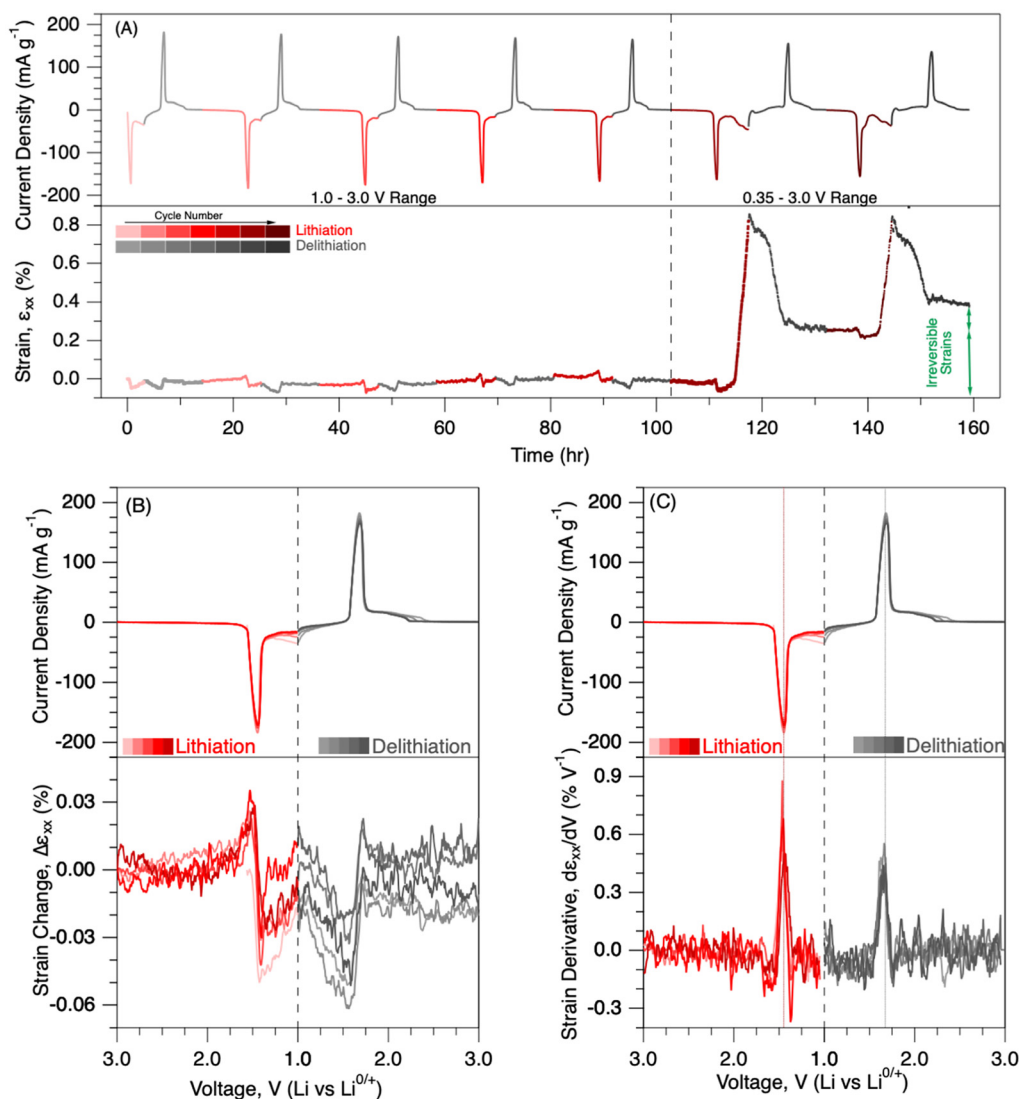 (A)
Current Density (mA g⁻¹)
200
100
0
-100
-200
1.0 - 3.0 V Range
0.35 - 3.0 V Range
Cycle Number
Lithiation
Delithiation
Strain, εxx (%)
0.8
0.6
0.4
0.2
0.0
Irreversible
Strains
0 20 40 60 80 100 120 140 160
Time (hr)
(B)
Current Density (mA g⁻¹)
200
100
0
-100
-200
Lithiation
Delithiation
Strain Change, Δεxx (%)
0.03
0.00
-0.03
-0.06
3.0 2.0 1.0 2.0 3.0
Voltage, V (Li vs Li⁰ᐟ⁺)
(C)
Current Density (mA g⁻¹)
200
100
0
-100
-200
Lithiation
Delithiation
Strain Derivative, dεxx/dV (% V⁻¹)
0.9
0.6
0.3
0.0
-0.3
3.0 2.0 1.0 2.0 3.0
Voltage, V (Li vs Li⁰ᐟ⁺)